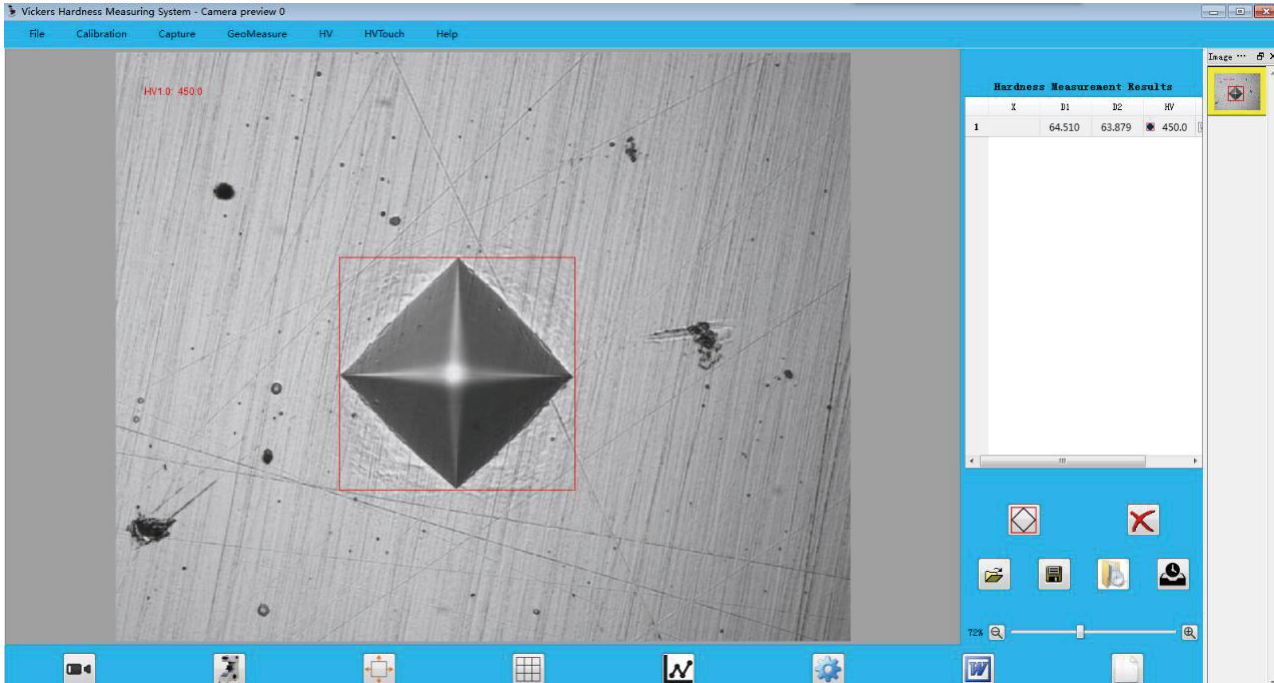 Vickers Hardness Measuring System - Camera preview 0
File Calibration Capture GeoMeasure HV HVTouch Help
Image ...
HV1.0: 450.0
Hardness Measurement Results
X D1 D2 HV
1 64.510 63.879 450.0
72%
W